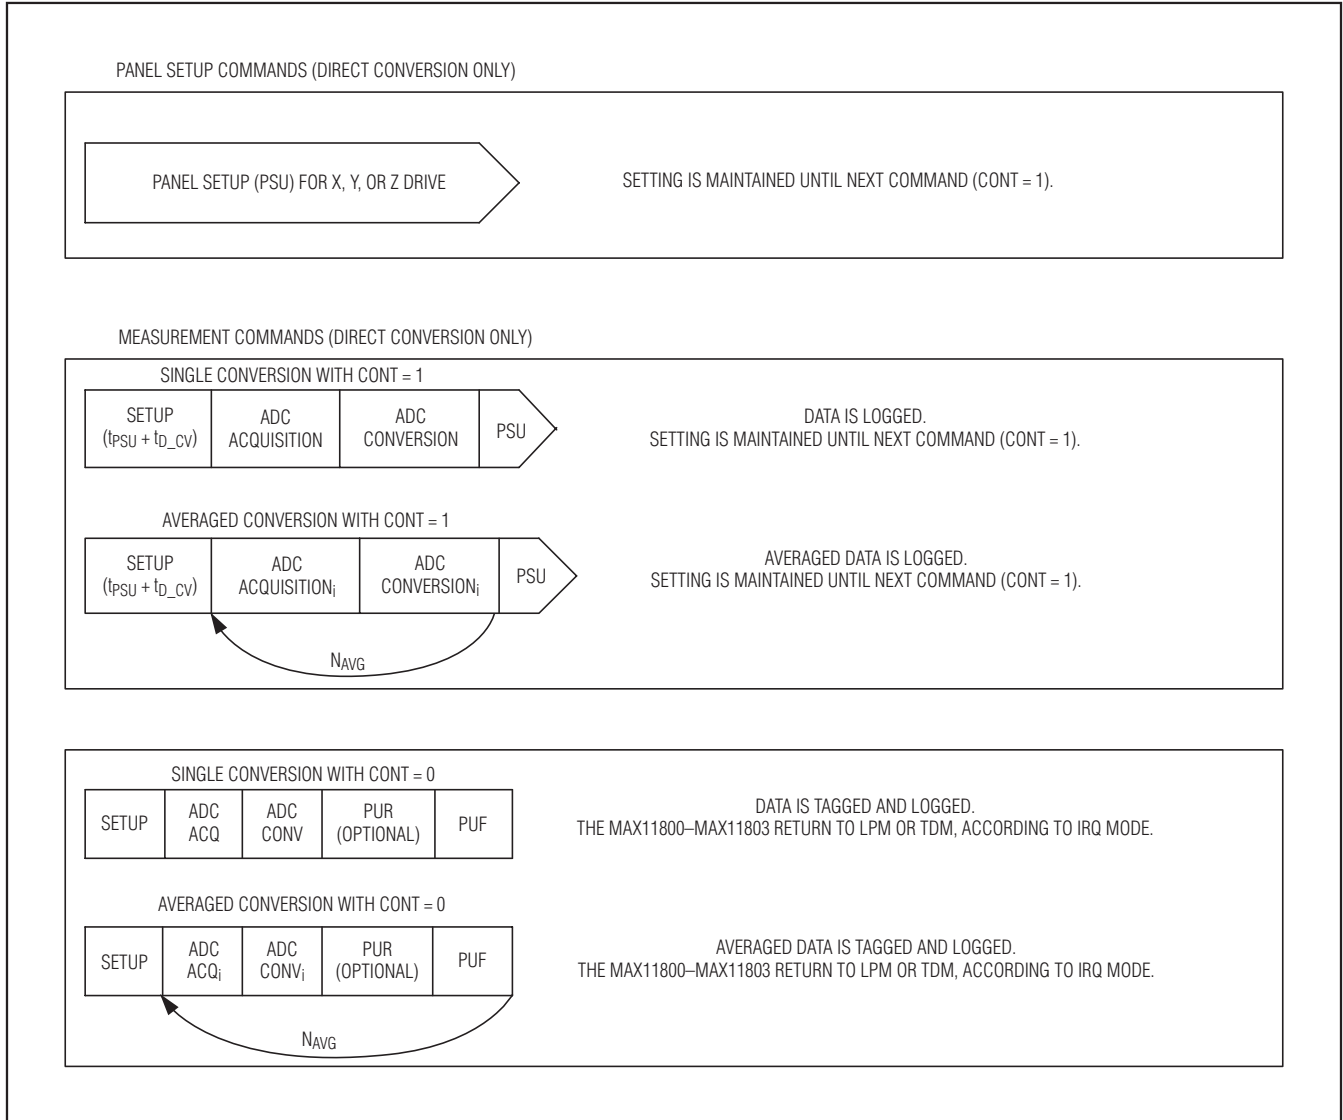 PANEL SETUP COMMANDS (DIRECT CONVERSION ONLY)
PANEL SETUP (PSU) FOR X, Y, OR Z DRIVE
SETTING IS MAINTAINED UNTIL NEXT COMMAND (CONT = 1).
MEASUREMENT COMMANDS (DIRECT CONVERSION ONLY)
SINGLE CONVERSION WITH CONT = 1
SETUP
(tPSU + tD_CV)
ADC
ACQUISITION
ADC
CONVERSION
PSU
DATA IS LOGGED.
SETTING IS MAINTAINED UNTIL NEXT COMMAND (CONT = 1).
AVERAGED CONVERSION WITH CONT = 1
SETUP
(tPSU + tD_CV)
ADC
ACQUISITIONi
ADC
CONVERSIONi
PSU
AVERAGED DATA IS LOGGED.
SETTING IS MAINTAINED UNTIL NEXT COMMAND (CONT = 1).
NAVG
SINGLE CONVERSION WITH CONT = 0
SETUP
ADC
ACQ
ADC
CONV
PUR
(OPTIONAL)
PUF
DATA IS TAGGED AND LOGGED.
THE MAX11800–MAX11803 RETURN TO LPM OR TDM, ACCORDING TO IRQ MODE.
AVERAGED CONVERSION WITH CONT = 0
SETUP
ADC
ACQi
ADC
CONVi
PUR
(OPTIONAL)
PUF
AVERAGED DATA IS TAGGED AND LOGGED.
THE MAX11800–MAX11803 RETURN TO LPM OR TDM, ACCORDING TO IRQ MODE.
NAVG